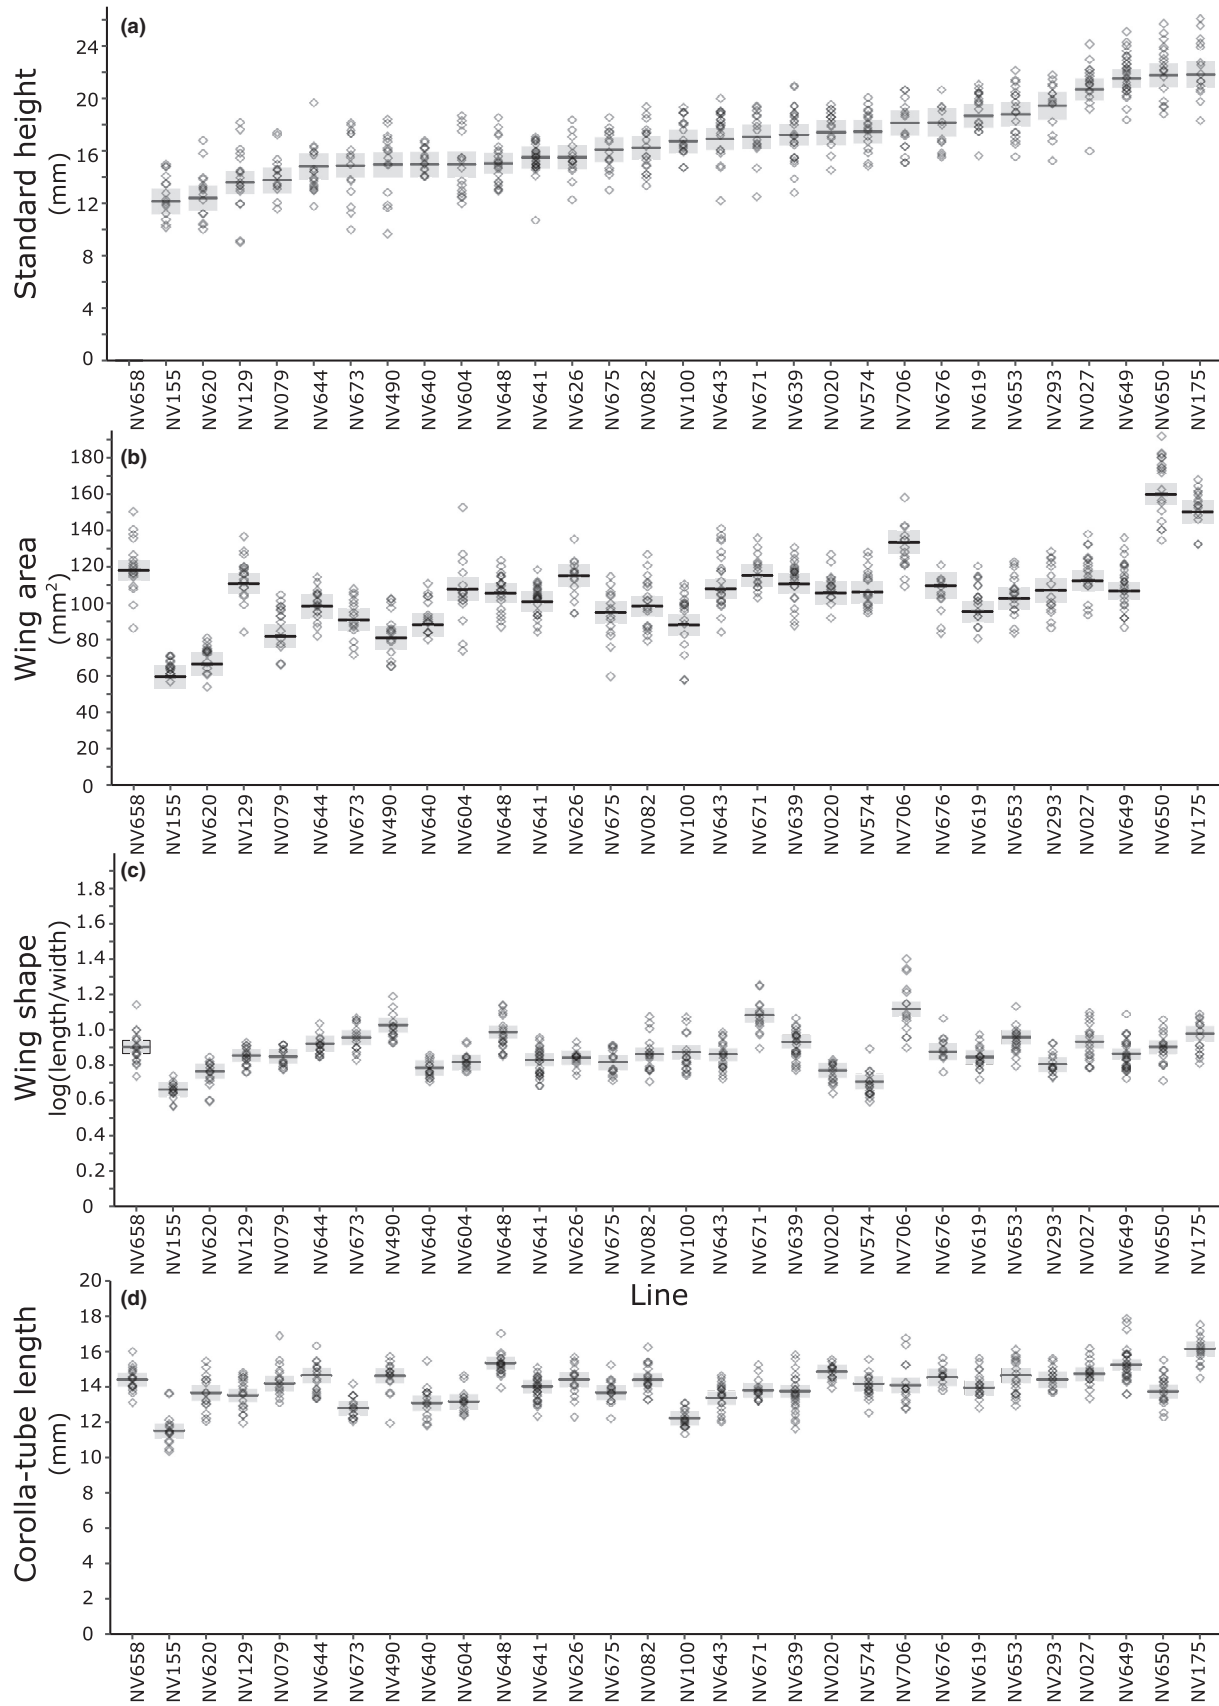 (a)
Standard height
(mm)
24
20
16
12
8
4
0
NV658 NV155 NV620 NV129 NV079 NV644 NV673 NV490 NV640 NV604 NV648 NV641 NV626 NV675 NV082 NV100 NV643 NV671 NV639 NV020 NV574 NV706 NV676 NV619 NV653 NV293 NV027 NV649 NV650 NV175
(b)
Wing area
(mm²)
180
160
140
120
100
80
60
40
20
0
NV658 NV155 NV620 NV129 NV079 NV644 NV673 NV490 NV640 NV604 NV648 NV641 NV626 NV675 NV082 NV100 NV643 NV671 NV639 NV020 NV574 NV706 NV676 NV619 NV653 NV293 NV027 NV649 NV650 NV175
(c)
Wing shape
log(length/width)
1.8
1.6
1.4
1.2
1.0
0.8
0.6
0.4
0.2
0
NV658 NV155 NV620 NV129 NV079 NV644 NV673 NV490 NV640 NV604 NV648 NV641 NV626 NV675 NV082 NV100 NV643 NV671 NV639 NV020 NV574 NV706 NV676 NV619 NV653 NV293 NV027 NV649 NV650 NV175
Line
(d)
Corolla-tube length
(mm)
20
18
16
14
12
10
8
6
4
2
0
NV658 NV155 NV620 NV129 NV079 NV644 NV673 NV490 NV640 NV604 NV648 NV641 NV626 NV675 NV082 NV100 NV643 NV671 NV639 NV020 NV574 NV706 NV676 NV619 NV653 NV293 NV027 NV649 NV650 NV175